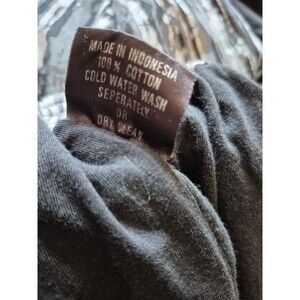 MADE IN INDONESIA
100% COTTON
COLD WATER WASH
SEPERATELY
OR
DRY CLEAN